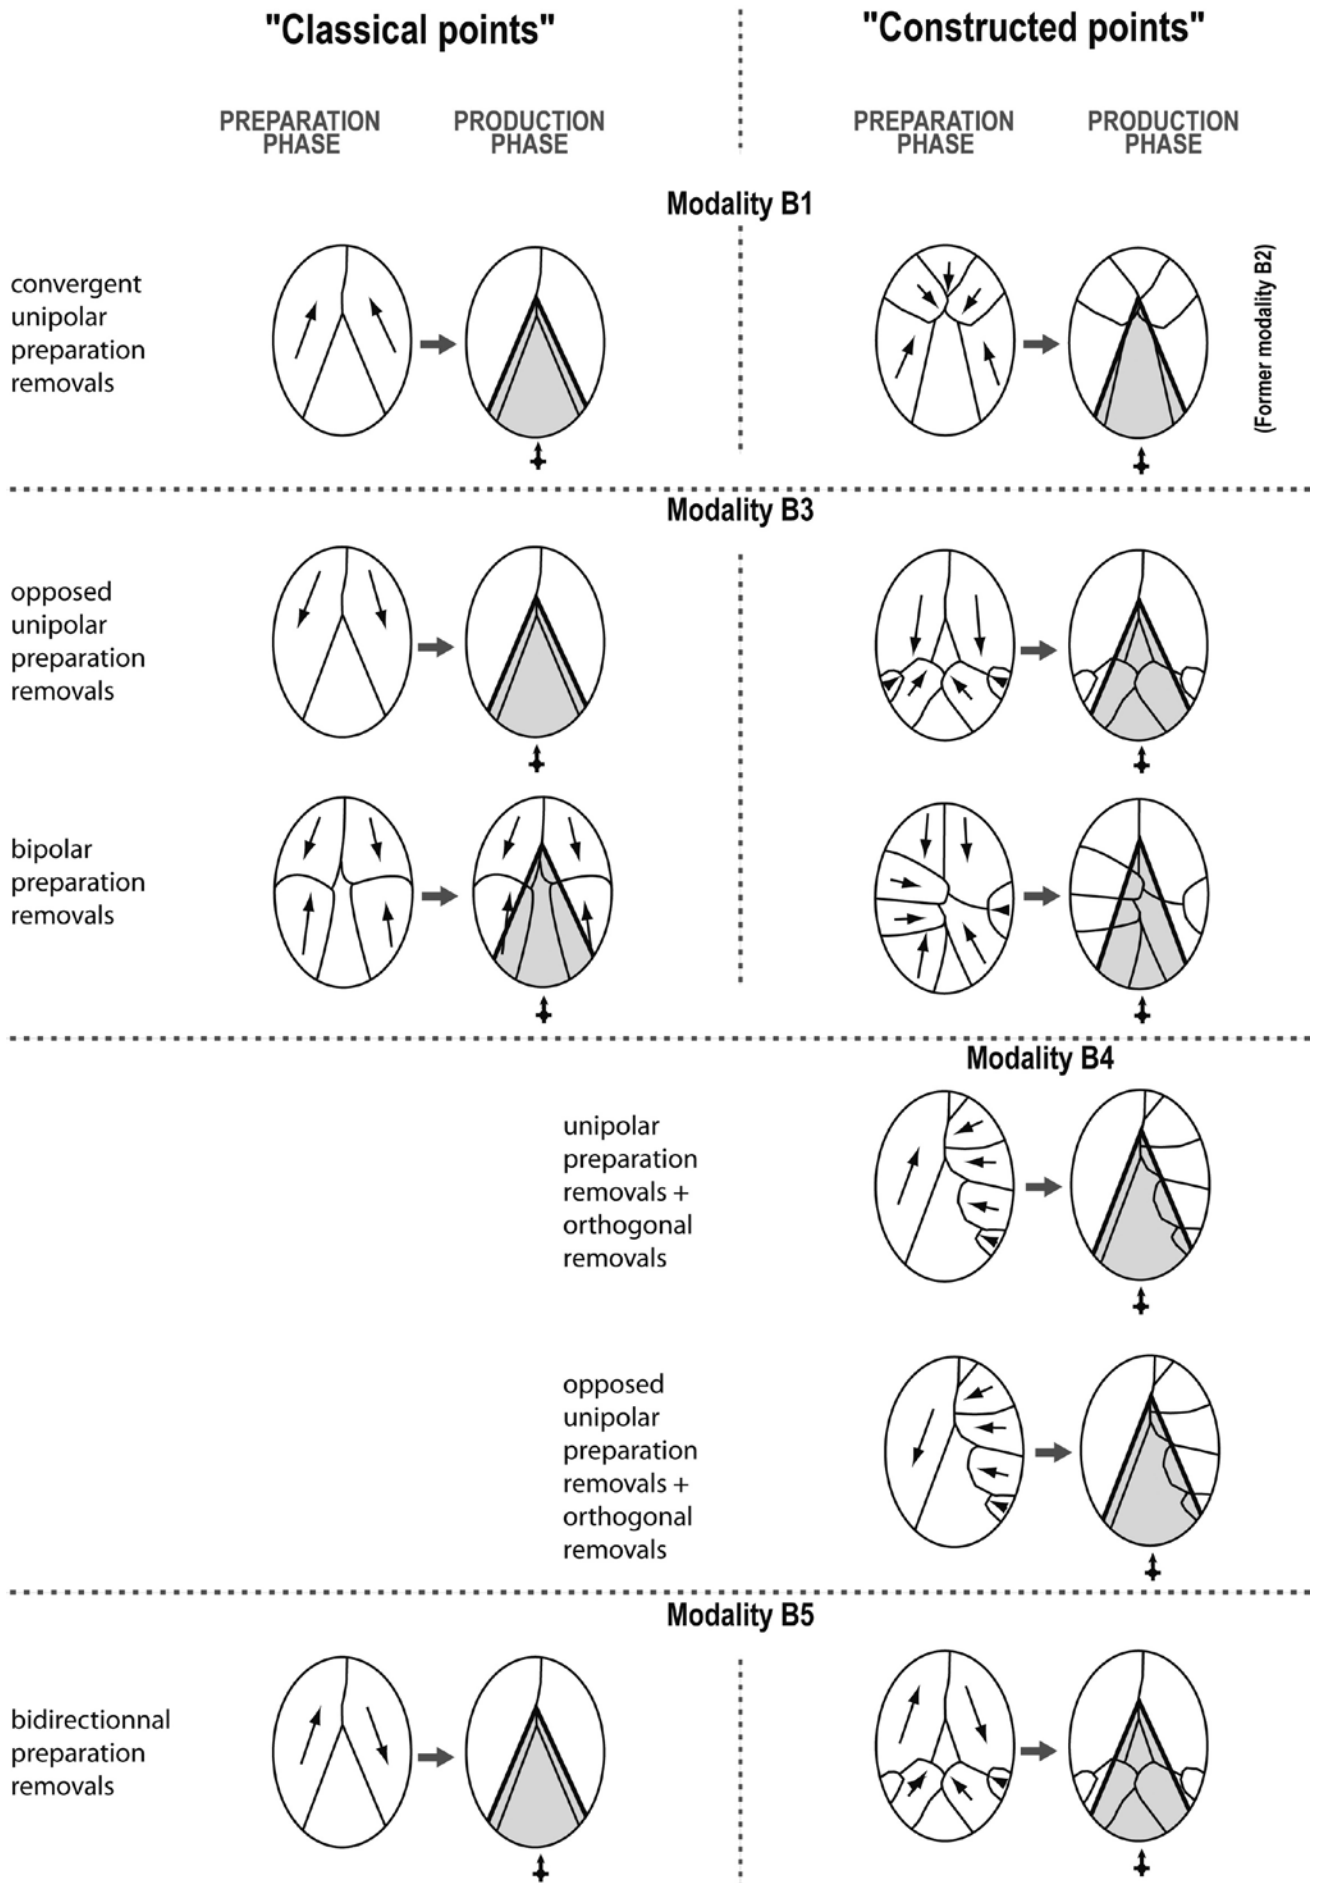 "Classical points"
"Constructed points"
PREPARATION
PHASE
PRODUCTION
PHASE
PREPARATION
PHASE
PRODUCTION
PHASE
Modality B1
convergent
unipolar
preparation
removals
(Former modality B2)
Modality B3
opposed
unipolar
preparation
removals
bipolar
preparation
removals
Modality B4
unipolar
preparation
removals +
orthogonal
removals
opposed
unipolar
preparation
removals +
orthogonal
removals
Modality B5
bidirectionnal
preparation
removals